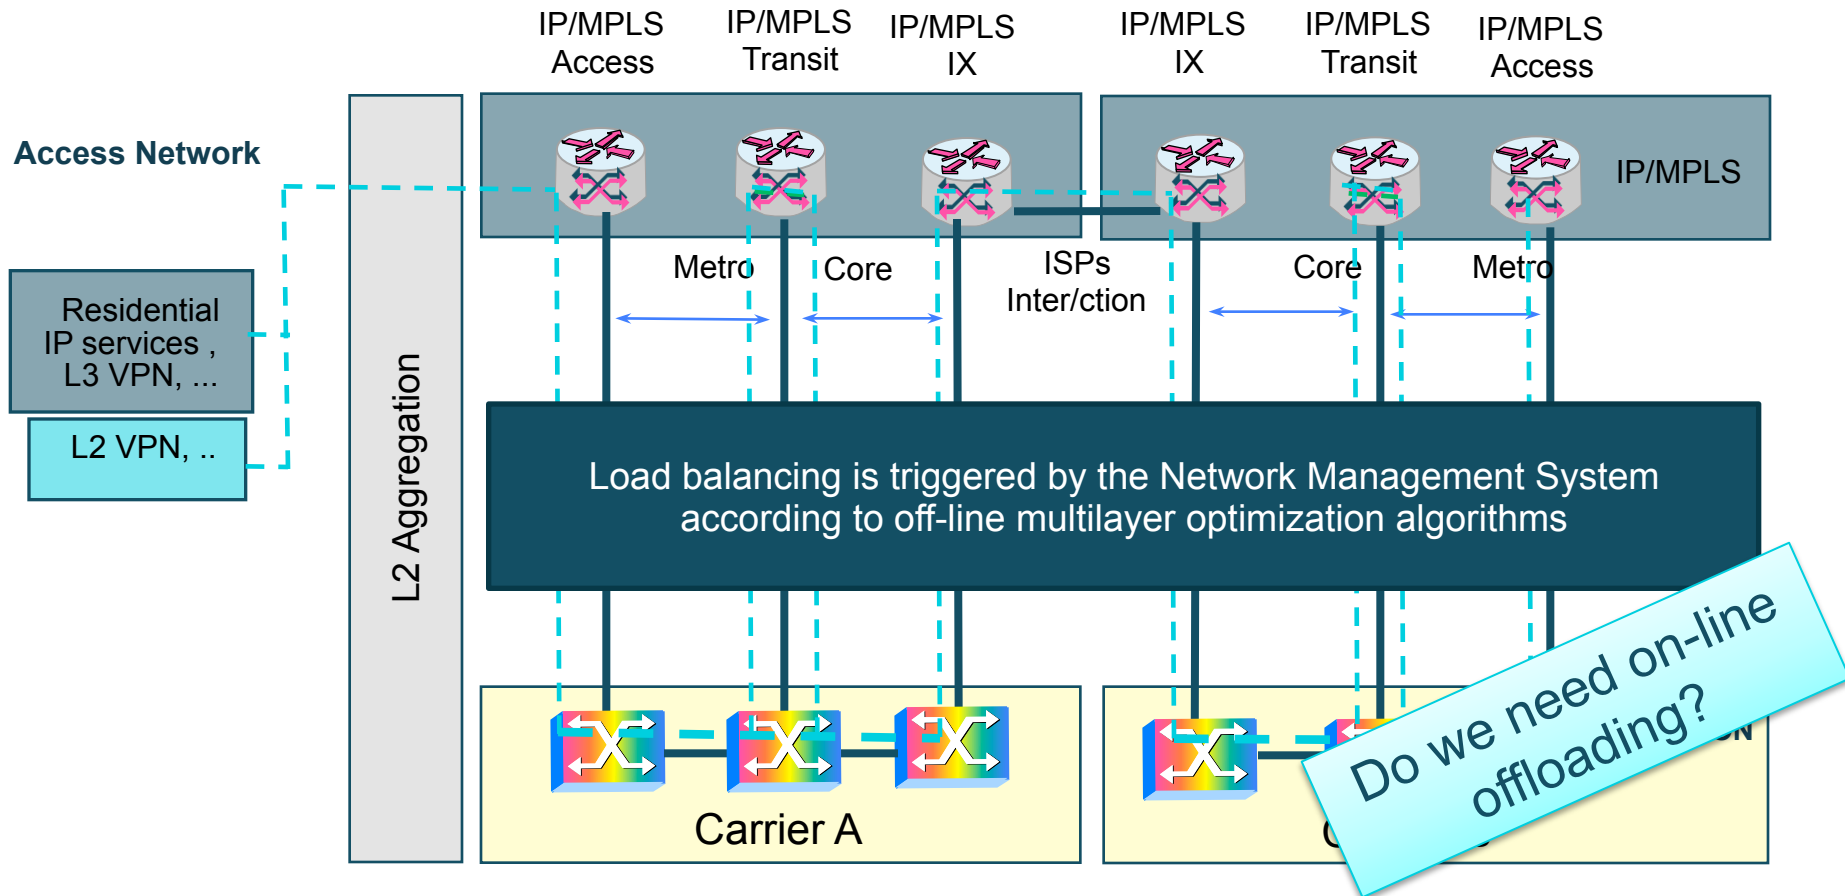 IP/MPLS
Access
IP/MPLS
Transit
IP/MPLS
IX
IP/MPLS
IX
IP/MPLS
Transit
IP/MPLS
Access
Access Network
IP/MPLS
Metro
Core
ISPs
Inter/ction
Core
Metro
Residential
IP services ,
L3 VPN, ...
L2 VPN, ..
L2 Aggregation
Load balancing is triggered by the Network Management System
according to off-line multilayer optimization algorithms
Do we need on-line
offloading?
Carrier A